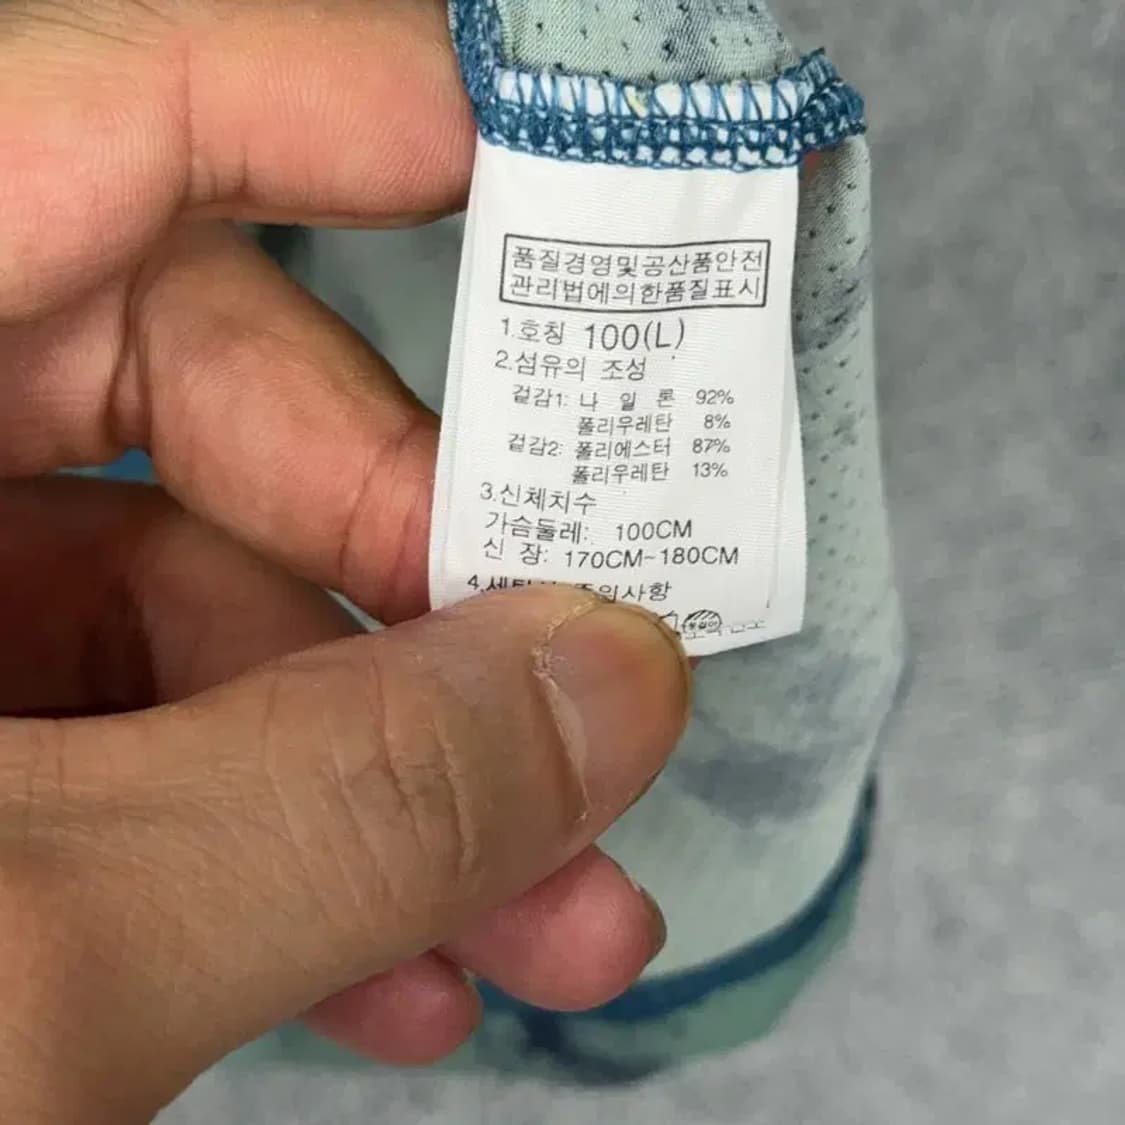 품질경영및공산품안전
관리법에의한품질표시
1.호칭 100(L)
2.섬유의 조성
겉감1: 나 일 론 92%
폴리우레탄 8%
겉감2: 폴리에스터 87%
폴리우레탄 13%
3.신체치수
가슴둘레: 100CM
신 장: 170CM~180CM
4.